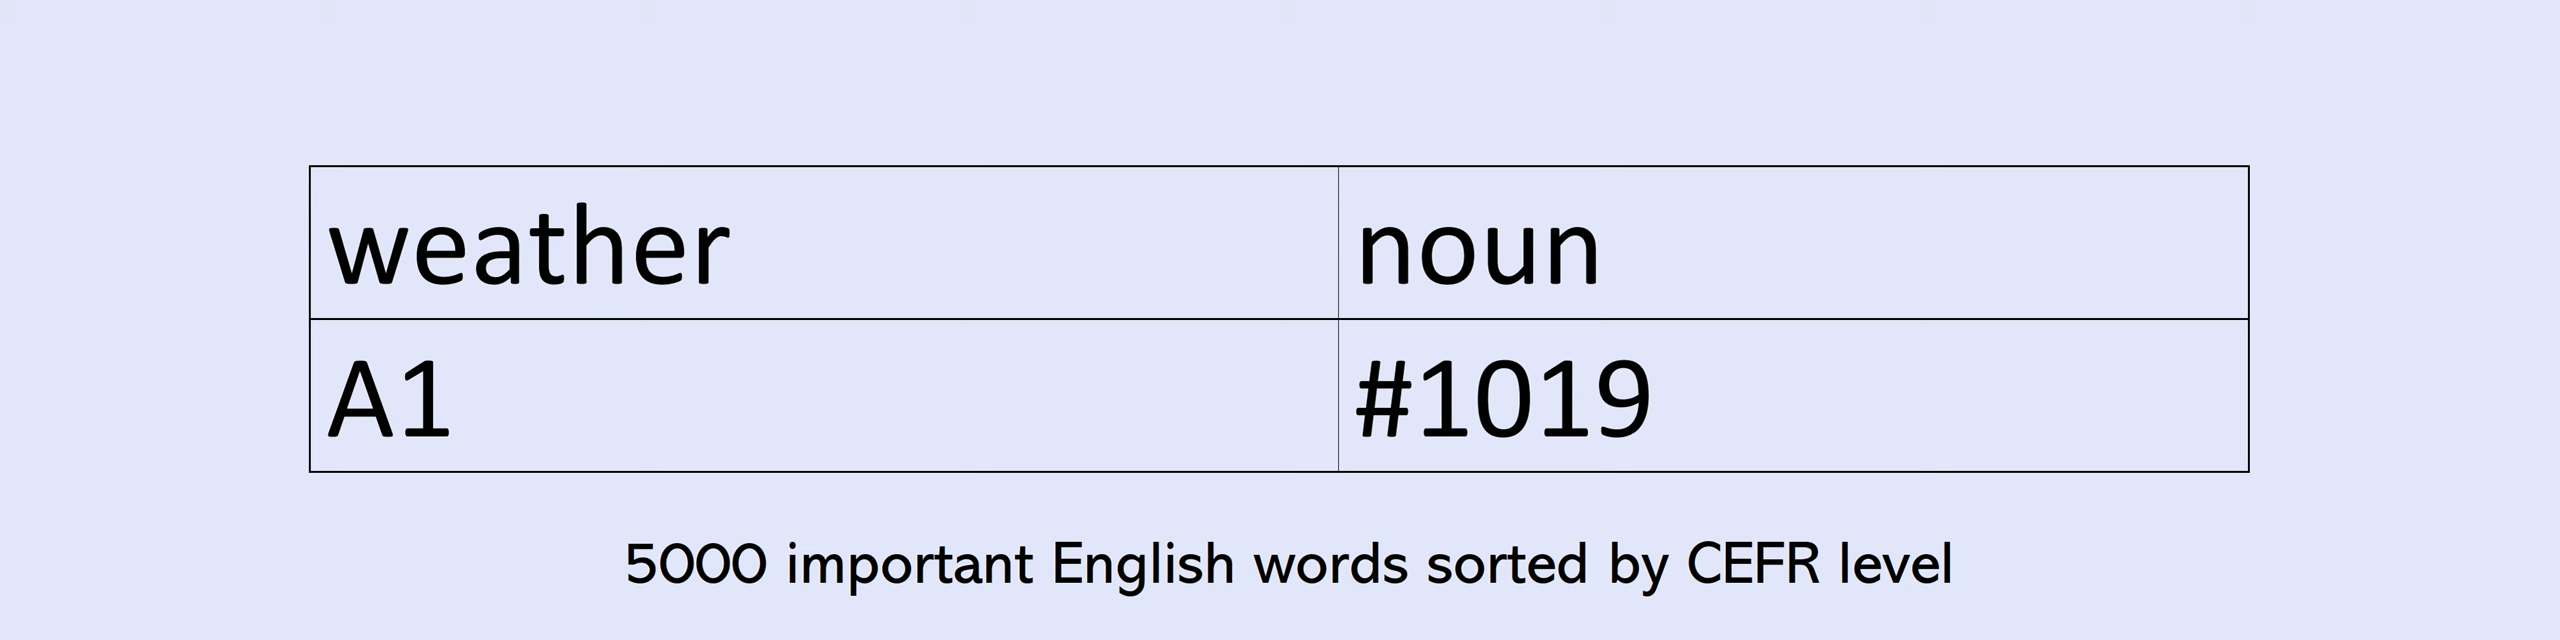 weather noun
A1 #1019
5000 important English words sorted by CEFR level